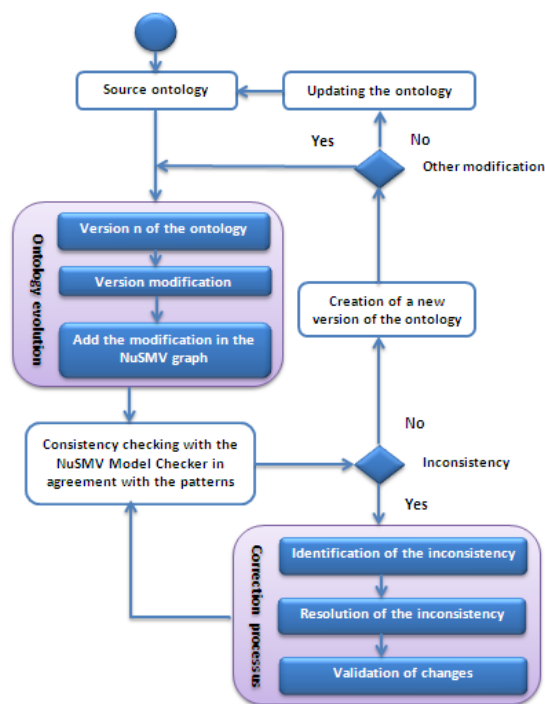 Source ontology
Updating the ontology
Yes
No
Other modification
Ontology evolution
Version n of the ontology
Version modification
Add the modification in the
NuSMV graph
Creation of a new
version of the ontology
No
Consistency checking with the
NuSMV Model Checker in
agreement with the patterns
Inconsistency
Yes
Correction processus
Identification of the inconsistency
Resolution of the inconsistency
Validation of changes